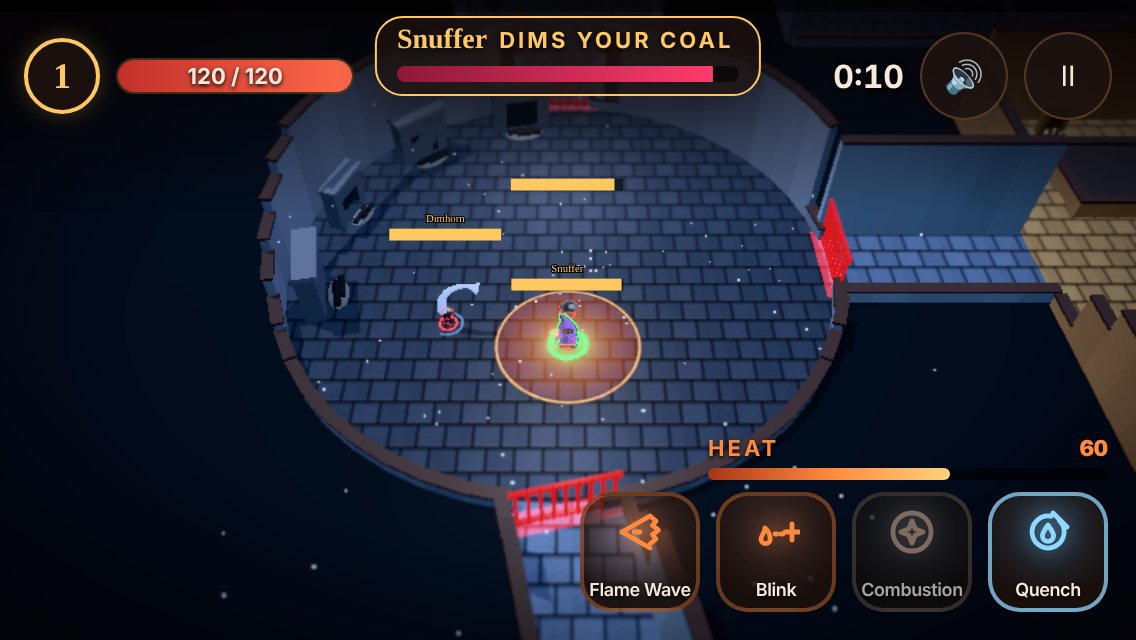 1
120 / 120
Snuffer DIMS YOUR COAL
0:10
Dimhorn
Snuffer
HEAT 60
Flame Wave
Blink
Combustion
Quench